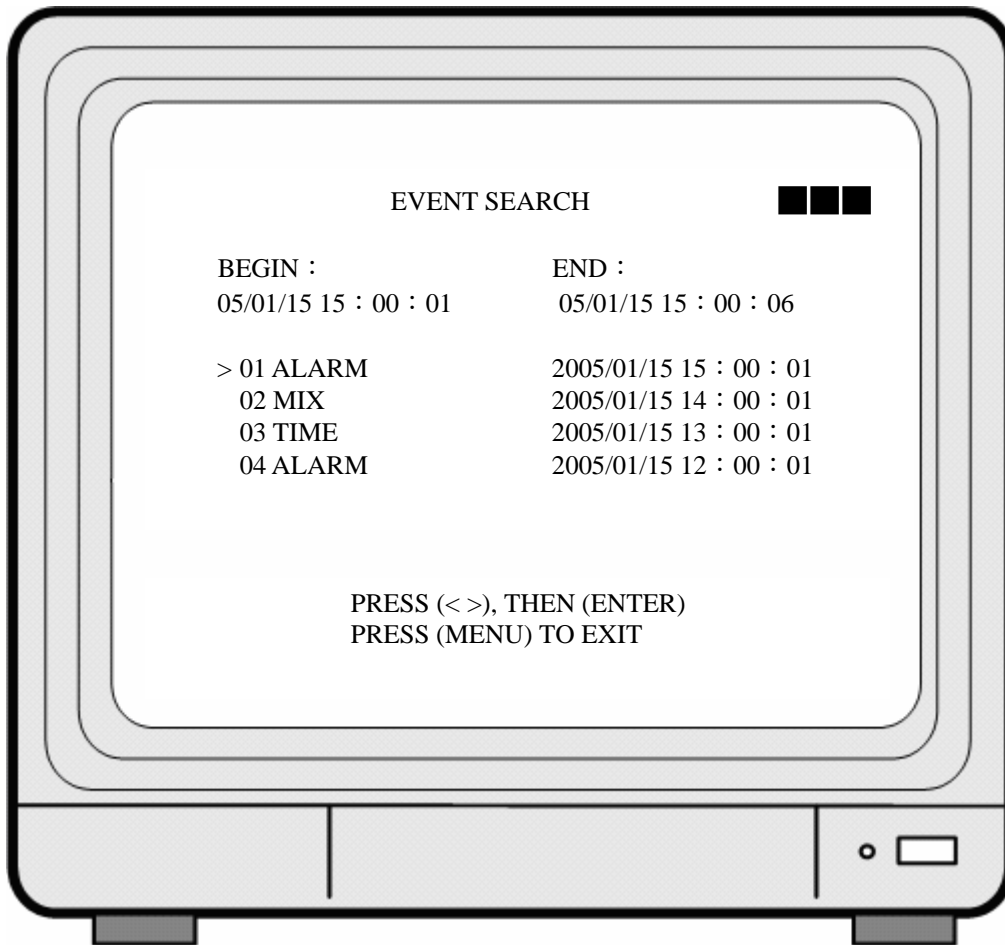 EVENT SEARCH
BEGIN：	END：
05/01/15 15：00：01	05/01/15 15：00：06
> 01 ALARM	2005/01/15 15：00：01
02 MIX	2005/01/15 14：00：01
03 TIME	2005/01/15 13：00：01
04 ALARM	2005/01/15 12：00：01
PRESS (< >), THEN (ENTER)
PRESS (MENU) TO EXIT